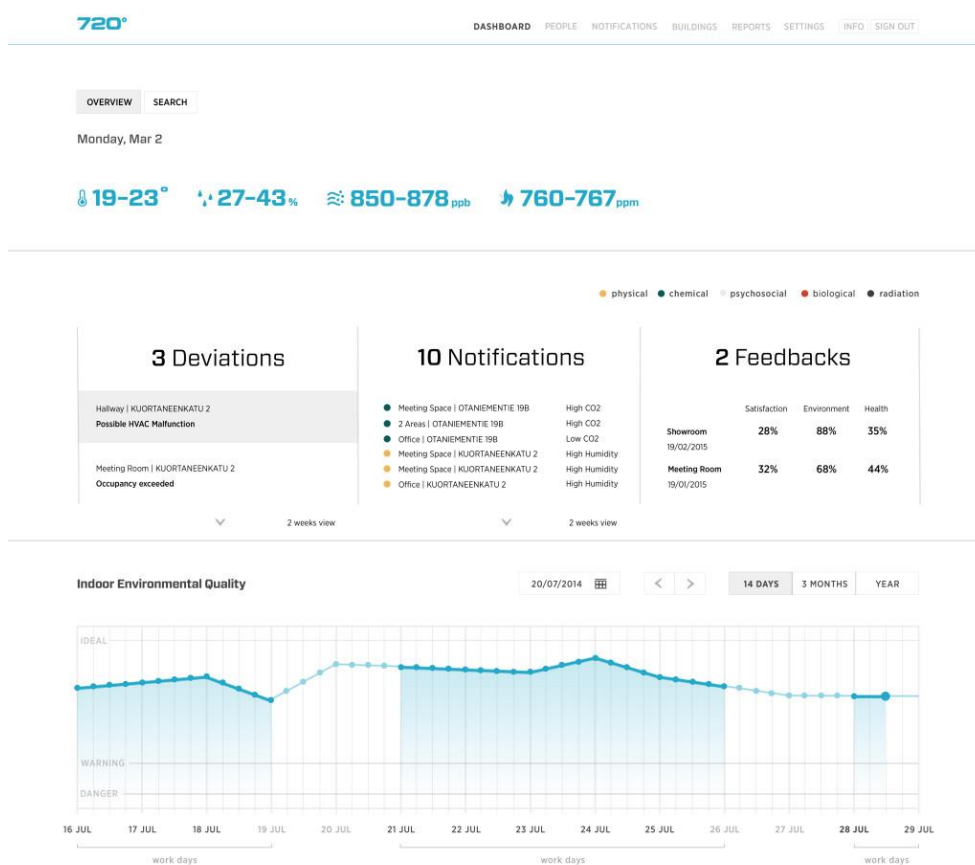 720°
DASHBOARD PEOPLE NOTIFICATIONS BUILDINGS REPORTS SETTINGS INFO SIGN OUT
OVERVIEW SEARCH
Monday, Mar 2
19–23° 27–43% 850–878 ppb 760–767 ppm
physical chemical psychosocial biological radiation
3 Deviations
Hallway | KUORTANEENKATU 2
Possible HVAC Malfunction
Meeting Room | KUORTANEENKATU 2
Occupancy exceeded
2 weeks view
10 Notifications
Meeting Space | OTANIEMENTIE 19B High CO2
2 Areas | OTANIEMENTIE 19B High CO2
Office | OTANIEMENTIE 19B Low CO2
Meeting Space | KUORTANEENKATU 2 High Humidity
Meeting Space | KUORTANEENKATU 2 High Humidity
Office | KUORTANEENKATU 2 High Humidity
2 weeks view
2 Feedbacks
Satisfaction Environment Health
Showroom 28% 88% 35%
19/02/2015
Meeting Room 32% 68% 44%
19/01/2015
Indoor Environmental Quality 20/07/2014 < > 14 DAYS 3 MONTHS YEAR
IDEAL
WARNING
DANGER
16 JUL 17 JUL 18 JUL 19 JUL 20 JUL 21 JUL 22 JUL 23 JUL 24 JUL 25 JUL 26 JUL 27 JUL 28 JUL 29 JUL
work days work days work days